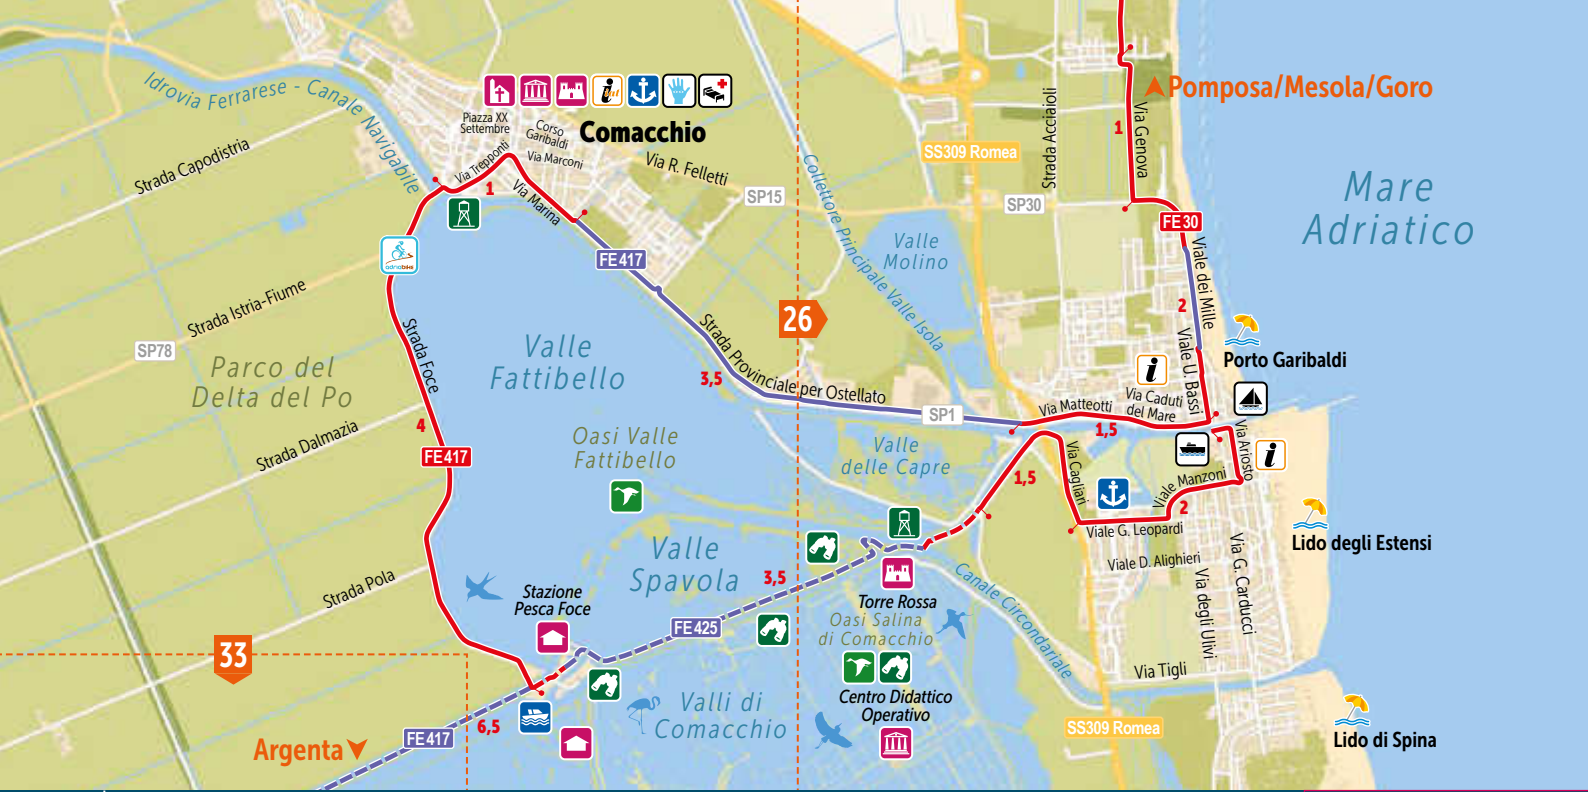 Idrovia Ferrarese - Canale Navigabile
Piazza XX
Settembre
Corso
Garibaldi
Comacchio
Via Marconi
Via Trepponti
1
Via Marina
Via R. Felletti
SP15
Strada Capodistria
FE417
adriabike
Strada Istria-Fiume
SP78
Strada Foce
Parco del
Delta del Po
4
FE417
Strada Dalmazia
Strada Pola
33
Argenta
FE417
6,5
Valle
Fattibello
Oasi Valle
Fattibello
Strada Provinciale per Ostellato
3,5
26
SP1
Valle
Spavola
3,5
Stazione
Pesca Foce
FE425
Valli di
Comacchio
Collettore Principale Valle Isola
Valle
Molino
SS309 Romea
SP30
Strada Acciaioli
Pomposa/Mesola/Goro
1
Via Genova
FE30
Mare
Adriatico
Viale dei Mille
2
Viale U. Bassi
Porto Garibaldi
Via Matteotti
Via Caduti
del Mare
1,5
Valle
delle Capre
1,5
Via Cagliari
Via Ariosto
Viale Manzoni
2
Viale G. Leopardi
Viale D. Alighieri
Via degli Ulivi
Via G. Carducci
Lido degli Estensi
Torre Rossa
Oasi Salina
di Comacchio
Centro Didattico
Operativo
Canale Circondariale
Via Tigli
SS309 Romea
Lido di Spina